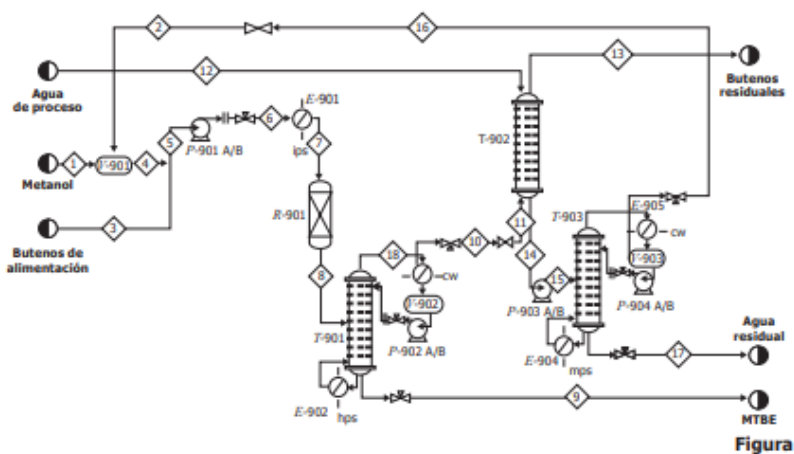 2
16
12
13
Agua
de proceso
Butenos
residuales
E-901
6
T-902
5
P-901 A/B
ips
7
1
V-901
4
Metanol
3
R-901
E-905
11
T-903
Butenos de
alimentación
10
18
cw
14
cw
8
15
V-903
V-902
P-903 A/B
P-904 A/B
T-901
P-902 A/B
Agua
residual
E-904
17
mps
E-902
hps
9
MTBE
Figura